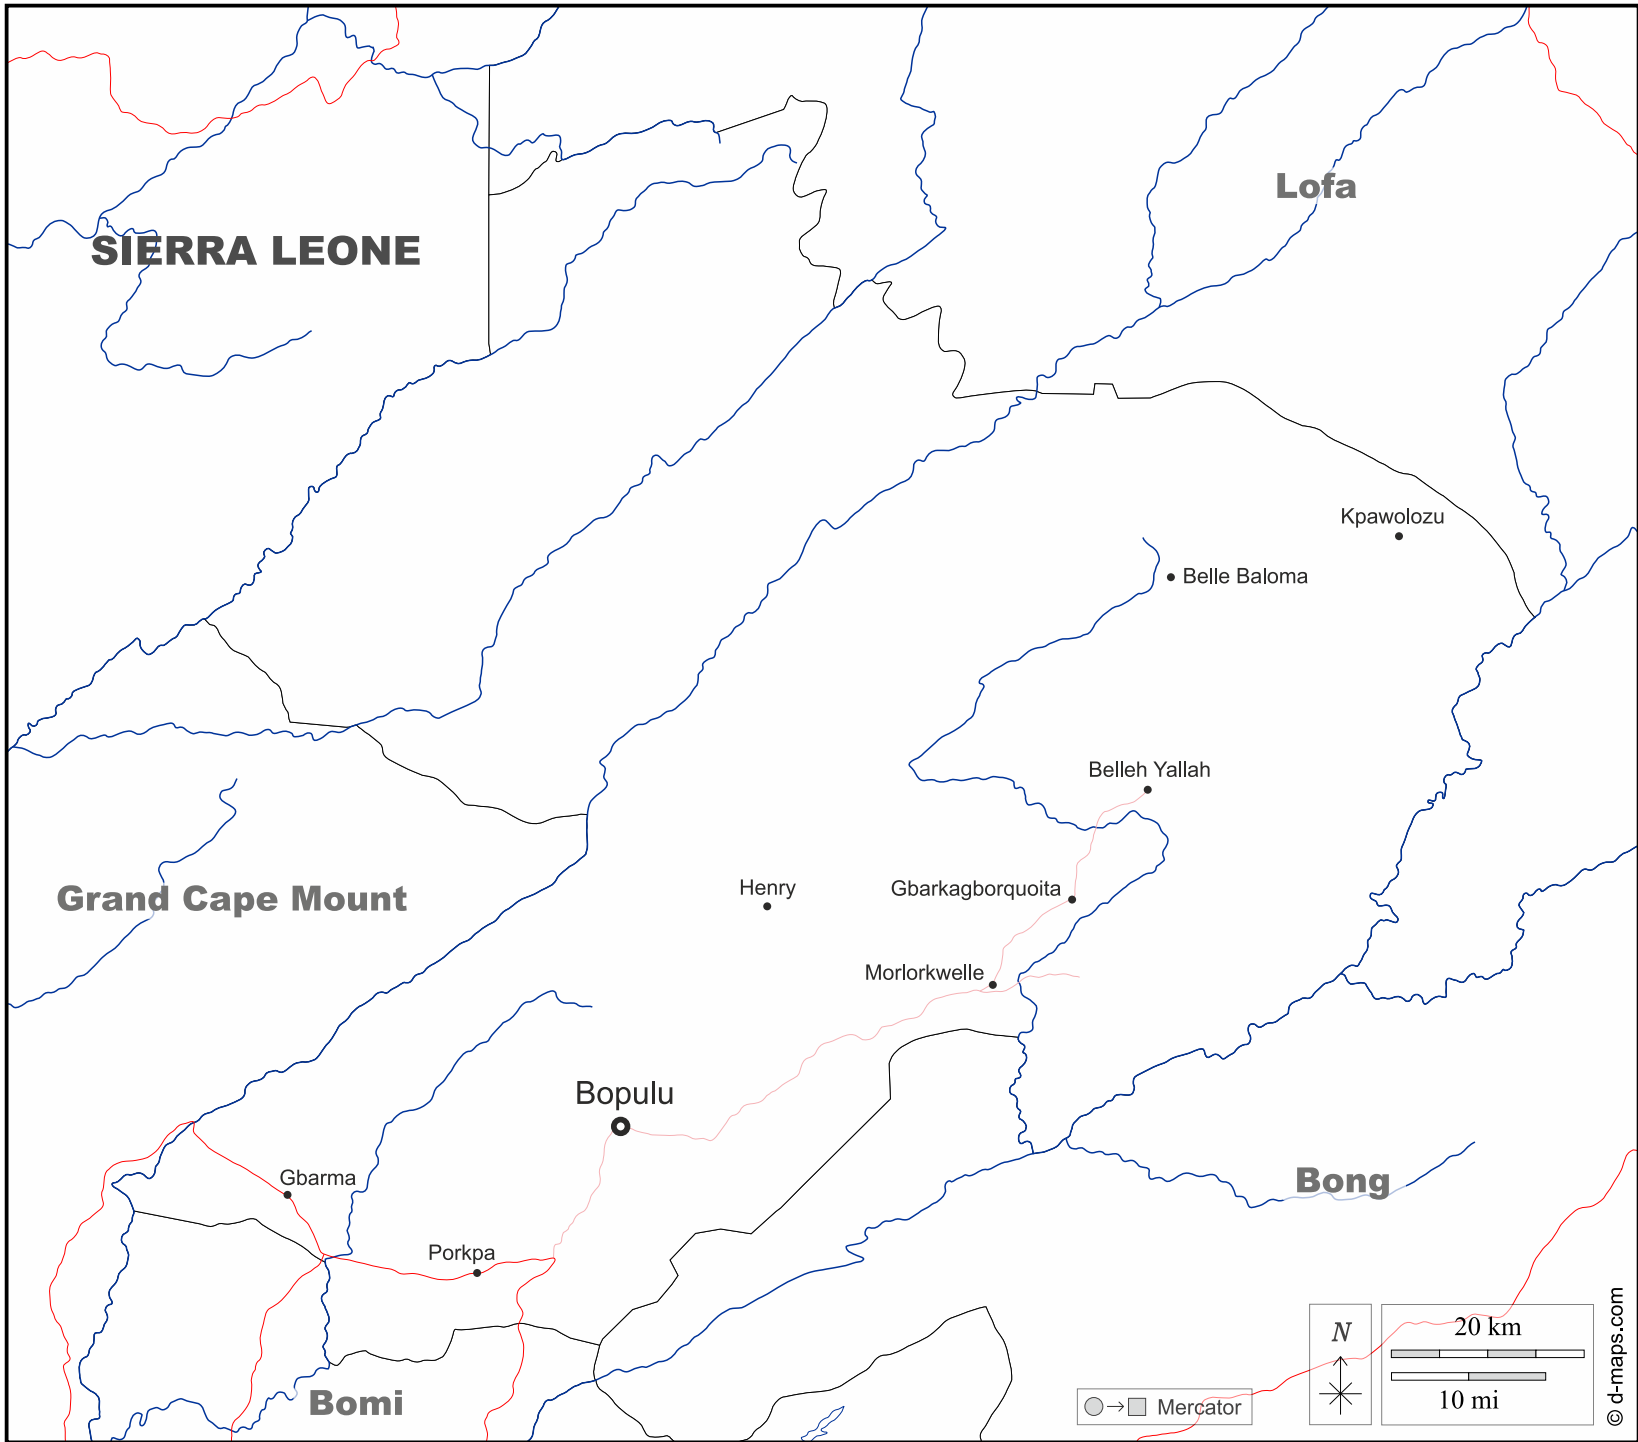 Lofa
SIERRA LEONE
Kpawolozu
Belle Baloma
Belleh Yallah
Henry
Gbarkagborquoita
Grand Cape Mount
Morlorkwelle
Bopulu
Gbarma
Bong
Porkpa
Bomi
N
20 km
10 mi
Mercator
© d-maps.com